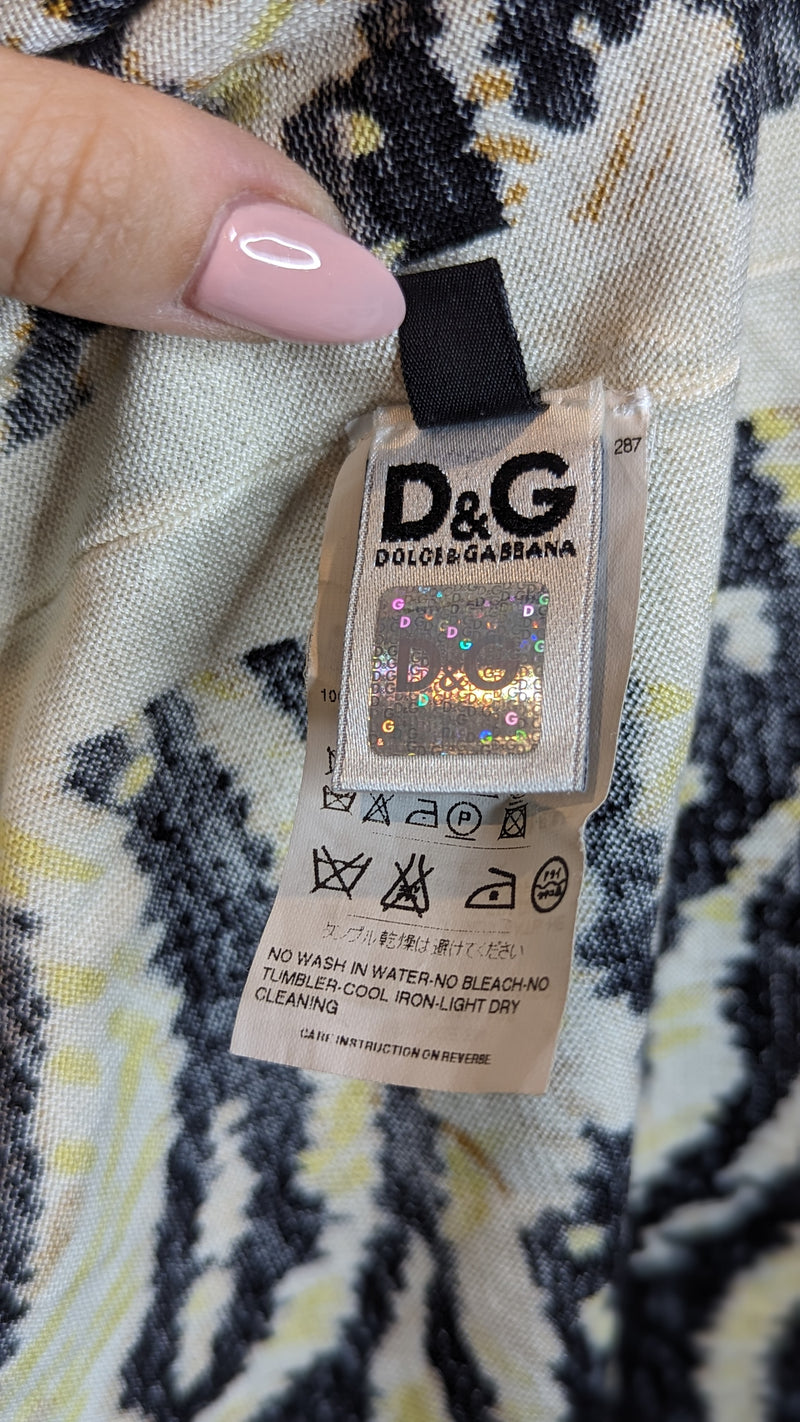 287
D&G
DOLCE&GABBANA
D&G
10
P
タンブル乾燥は避けてください
NO WASH IN WATER-NO BLEACH-NO
TUMBLER-COOL IRON-LIGHT DRY
CLEANING
CARE INSTRUCTION ON REVERSE